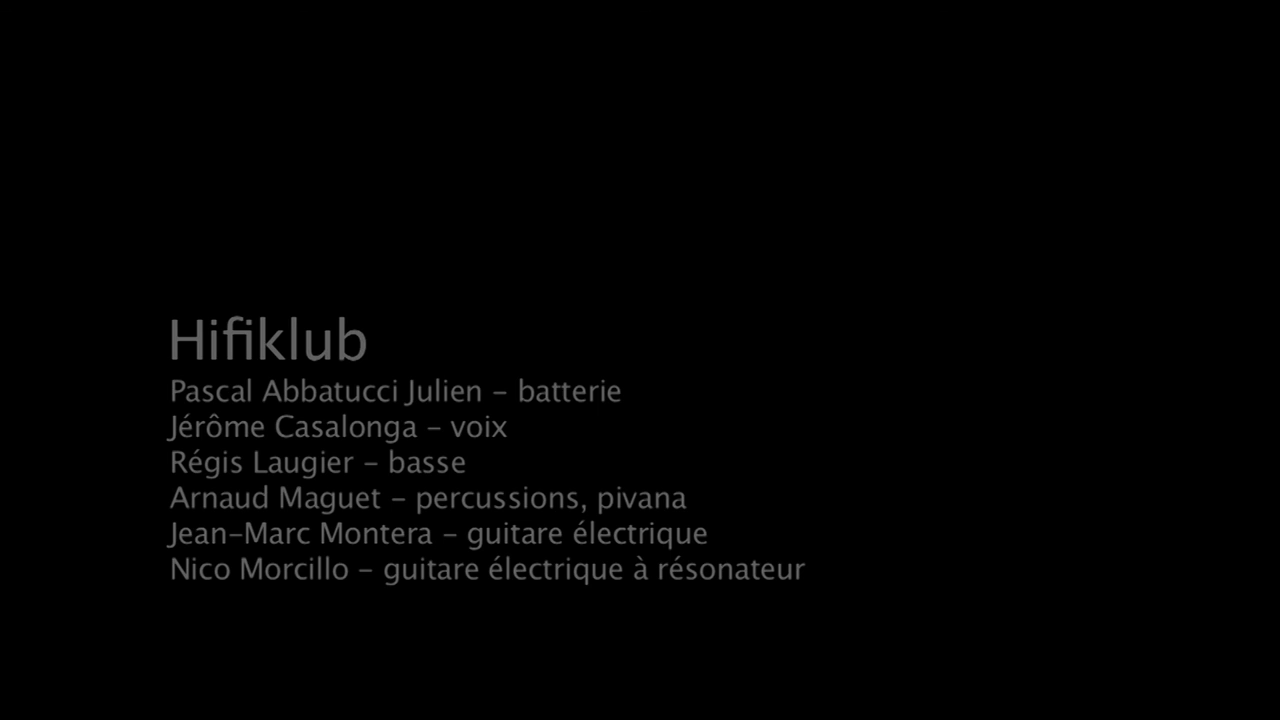 Hifiklub
Pascal Abbatucci Julien - batterie
Jérôme Casalonga - voix
Régis Laugier - basse
Arnaud Maguet - percussions, pivana
Jean-Marc Montera - guitare électrique
Nico Morcillo - guitare électrique à résonateur